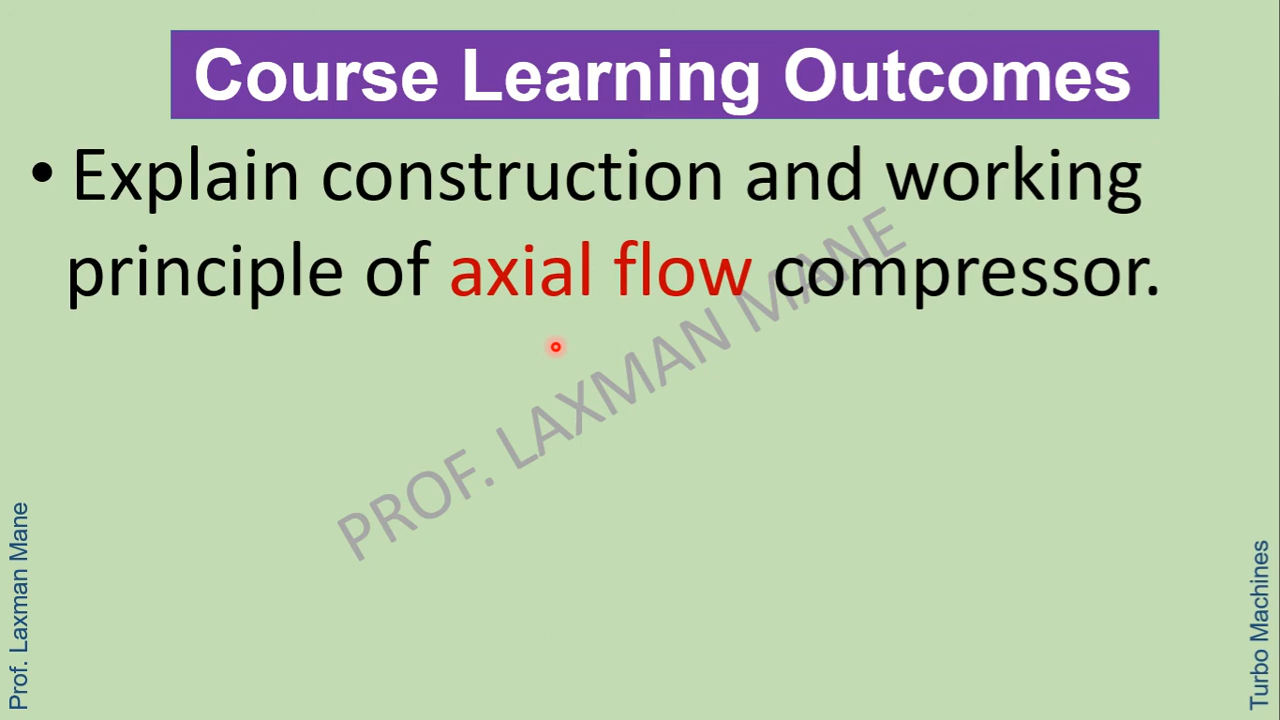 Course Learning Outcomes
• Explain construction and working
principle of axial flow compressor.
PROF. LAXMAN MANE
Prof. Laxman Mane
Turbo Machines